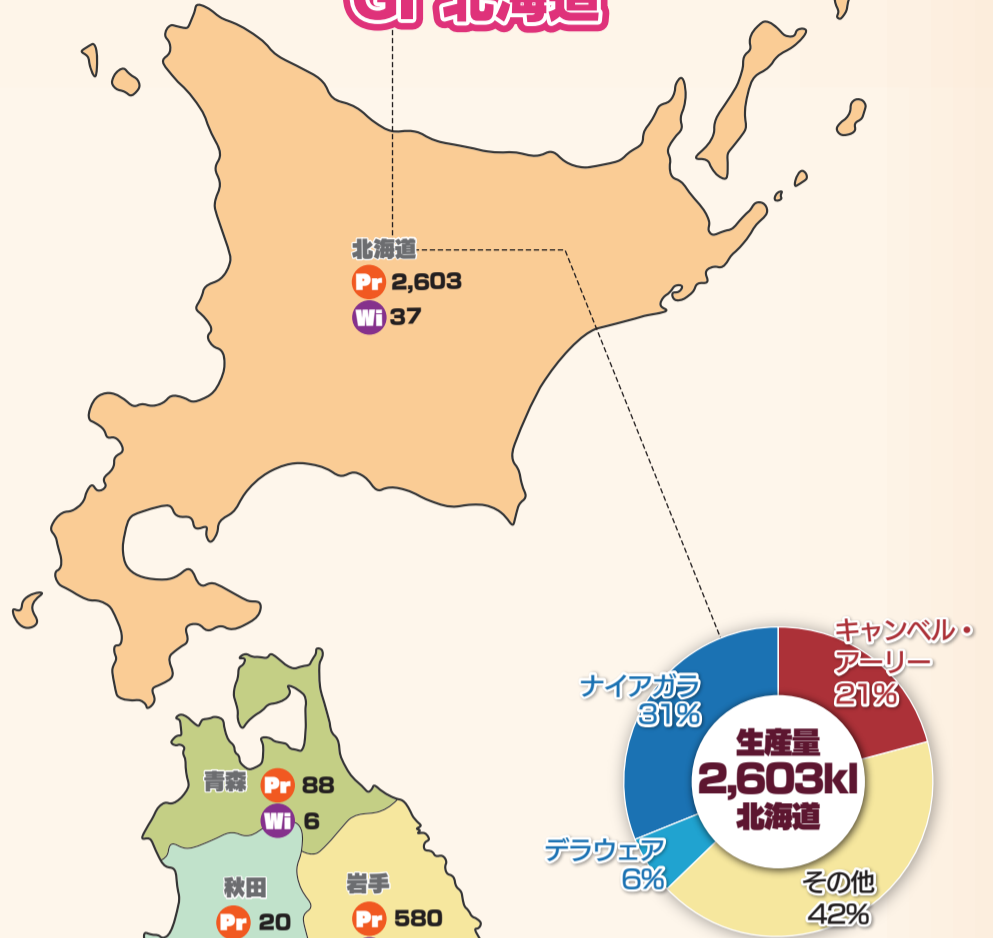 GI 北海道
北海道
Pr 2,603
Wi 37
キャンベル・
アーリー
21%
ナイアガラ
31%
生産量
2,603kl
北海道
デラウェア
6%
その他
42%
青森 Pr 88
Wi 6
秋田
Pr 20
岩手
Pr 580